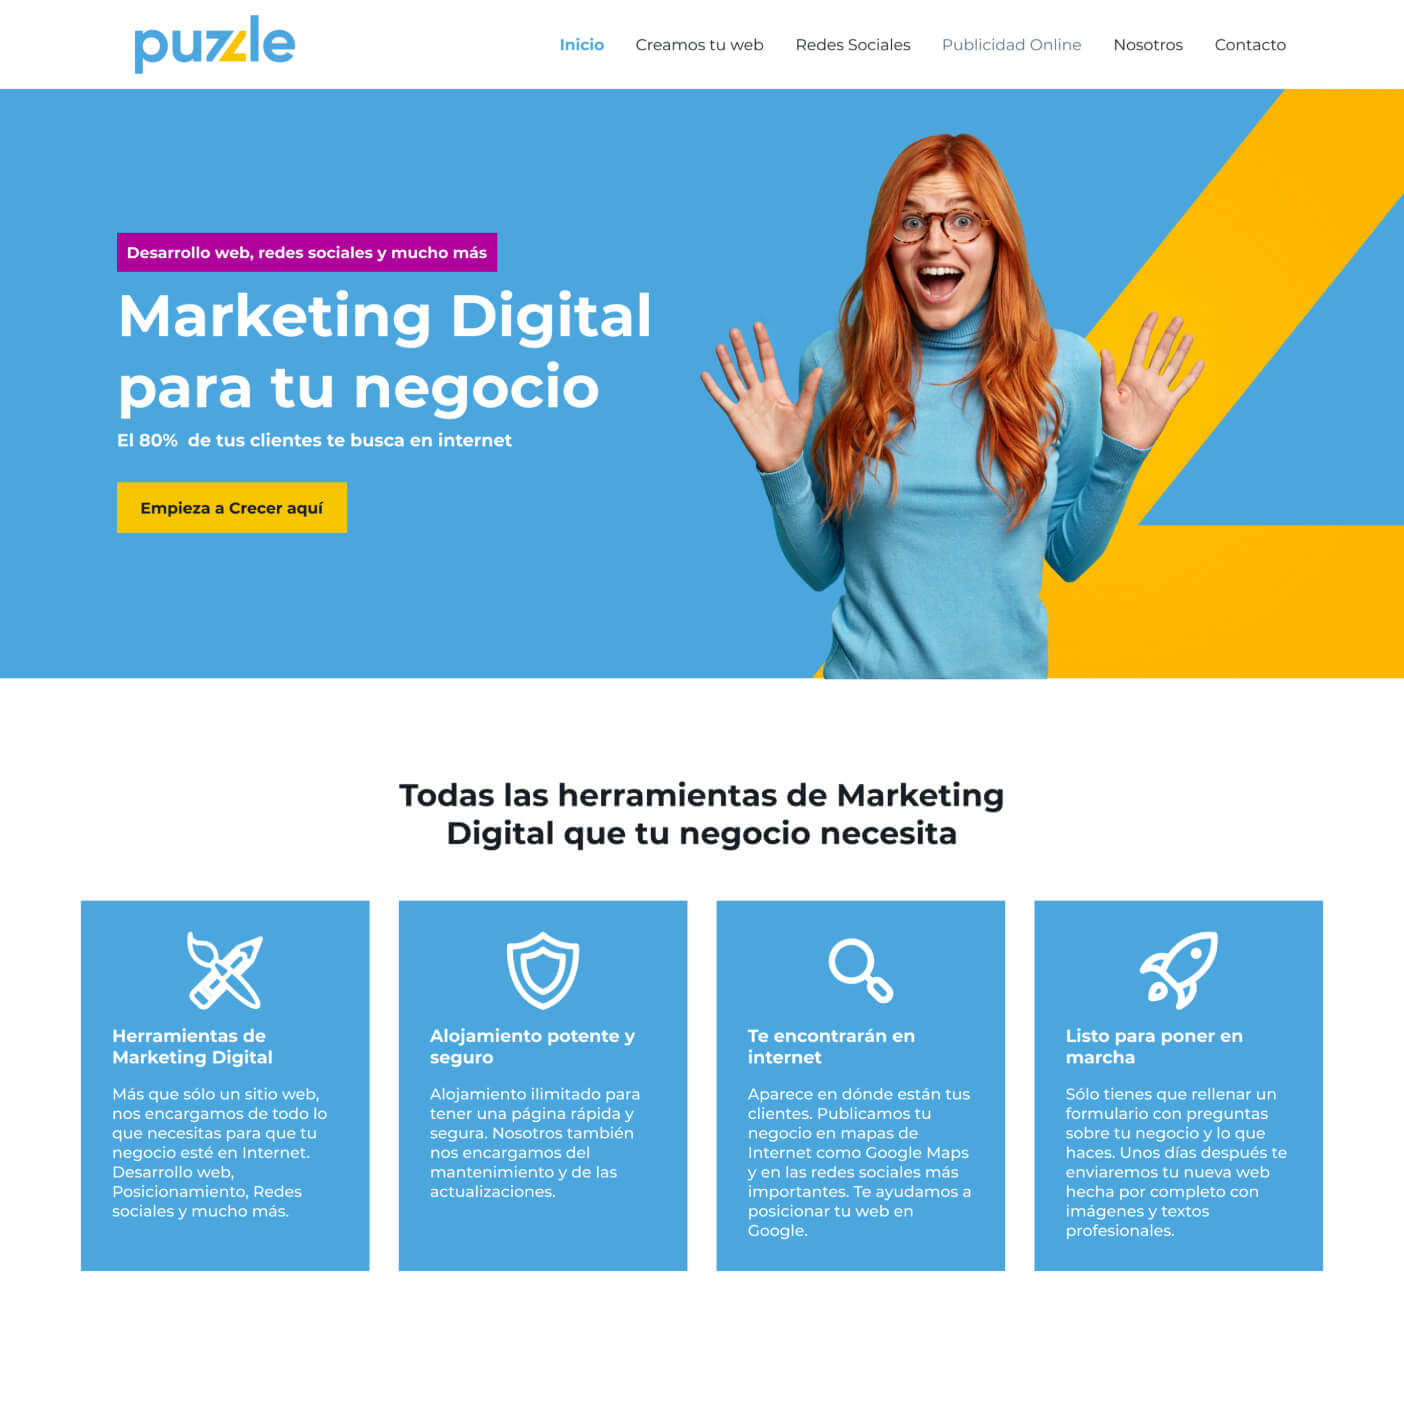 puzzle
Inicio
Creamos tu web
Redes Sociales
Publicidad Online
Nosotros
Contacto
Desarrollo web, redes sociales y mucho más
Marketing Digital
para tu negocio
El 80% de tus clientes te busca en internet
Empieza a Crecer aquí
Todas las herramientas de Marketing
Digital que tu negocio necesita
Herramientas de
Marketing Digital
Más que sólo un sitio web,
nos encargamos de todo lo
que necesitas para que tu
negocio esté en Internet.
Desarrollo web,
Posicionamiento, Redes
sociales y mucho más.
Alojamiento potente y
seguro
Alojamiento ilimitado para
tener una página rápida y
segura. Nosotros también
nos encargamos del
mantenimiento y de las
actualizaciones.
Te encontrarán en
internet
Aparece en dónde están tus
clientes. Publicamos tu
negocio en mapas de
Internet como Google Maps
y en las redes sociales más
importantes. Te ayudamos a
posicionar tu web en
Google.
Listo para poner en
marcha
Sólo tienes que rellenar un
formulario con preguntas
sobre tu negocio y lo que
haces. Unos días después te
enviaremos tu nueva web
hecha por completo con
imágenes y textos
profesionales.